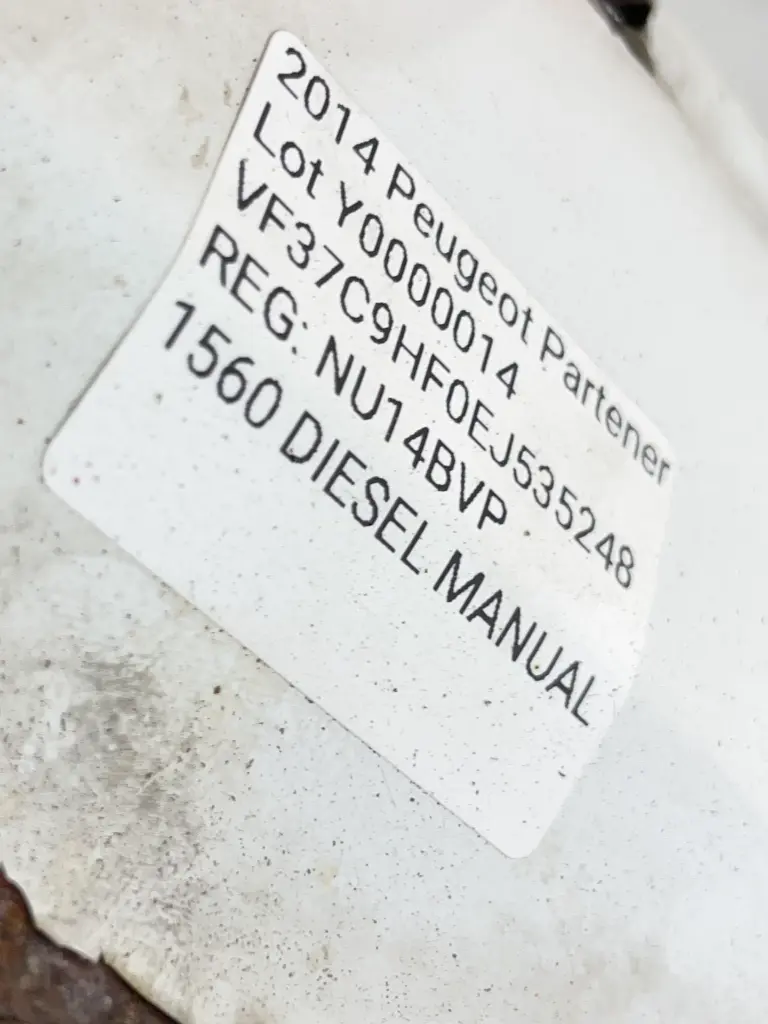 2014 Peugeot Partener
Lot Y0000014
VF37C9HF0EJ535248
REG: NU14BVP
1560 DIESEL MANUAL